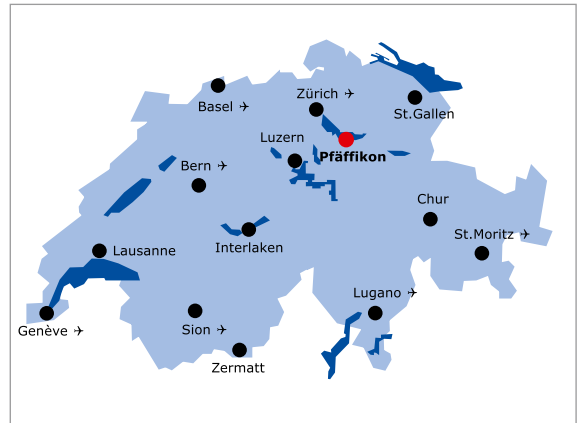 Zürich ✈
Basel ✈
St.Gallen
Luzern
Pfäffikon
Bern ✈
Chur
St.Moritz ✈
Interlaken
Lausanne
Lugano ✈
Genève ✈
Sion ✈
Zermatt